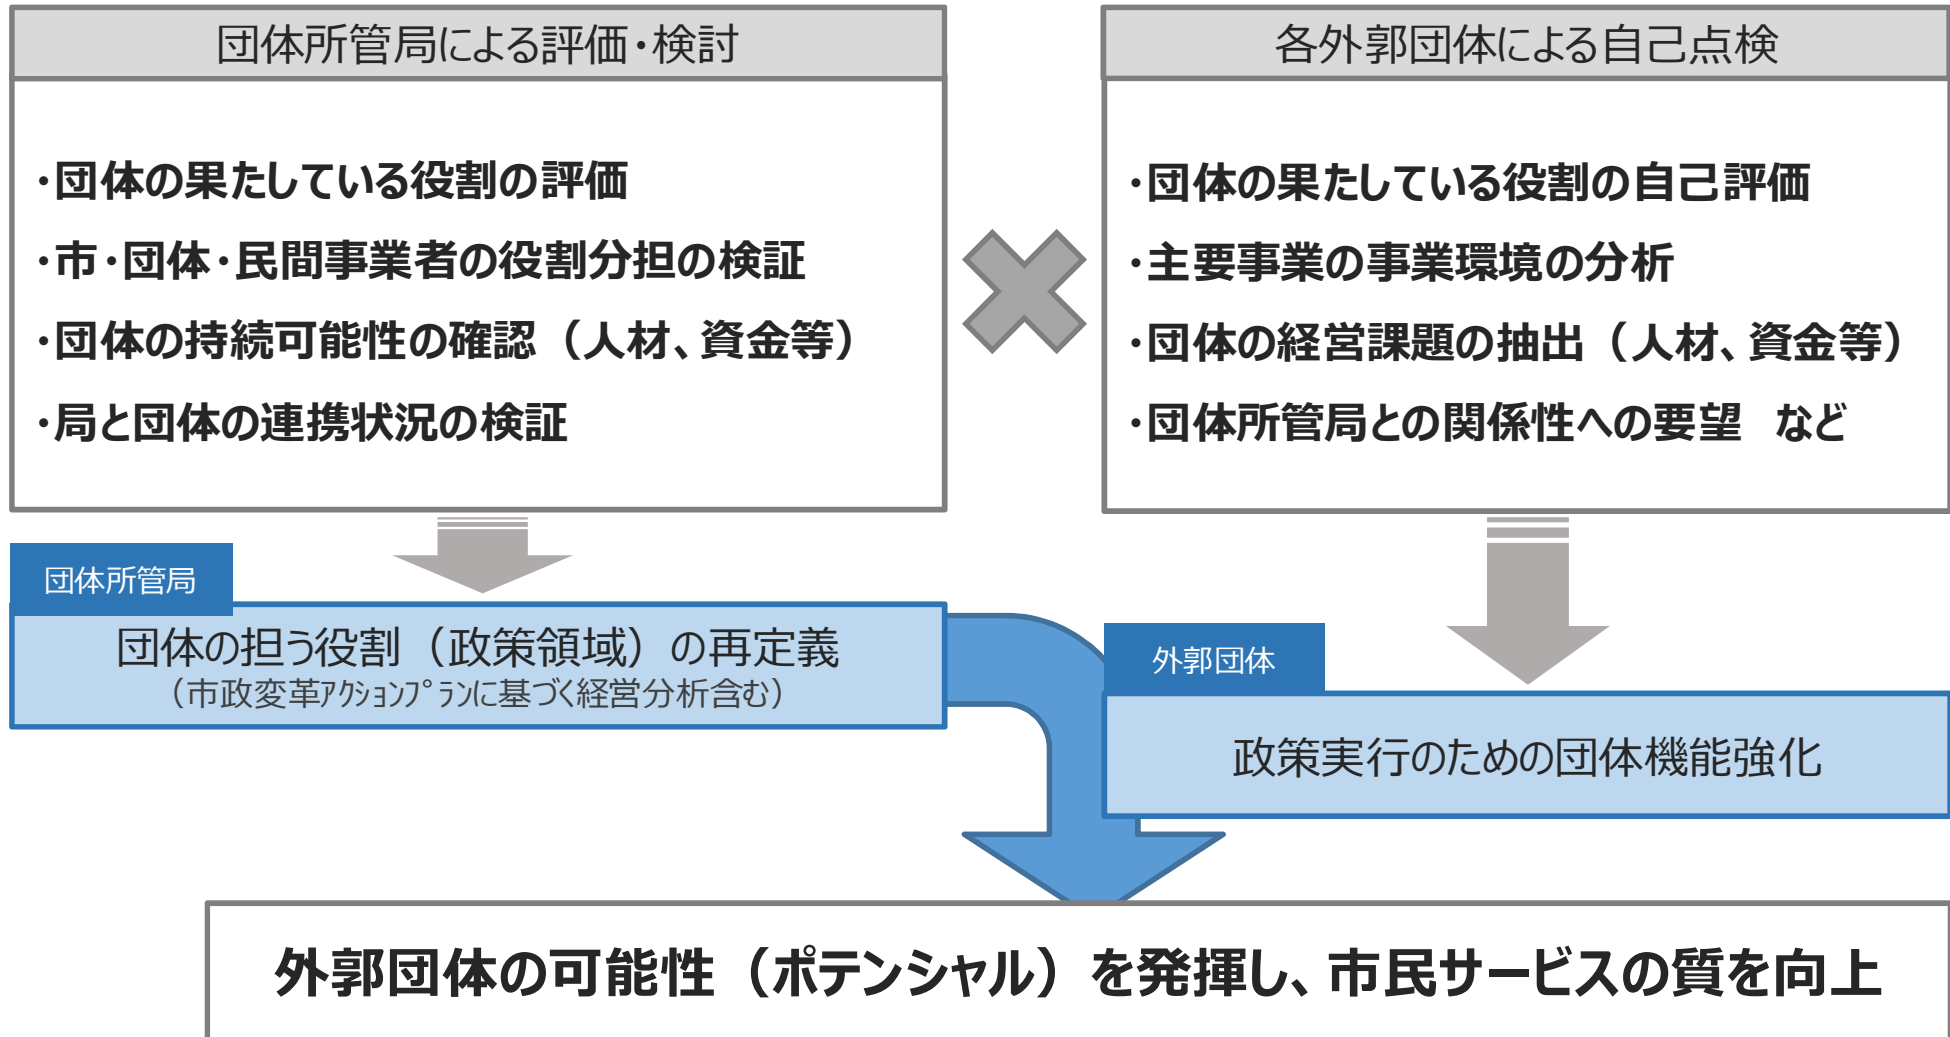 団体所管局による評価・検討
・団体の果たしている役割の評価
・市・団体・民間事業者の役割分担の検証
・団体の持続可能性の確認（人材、資金等）
・局と団体の連携状況の検証
各外郭団体による自己点検
・団体の果たしている役割の自己評価
・主要事業の事業環境の分析
・団体の経営課題の抽出（人材、資金等）
・団体所管局との関係性への要望　など
団体所管局
団体の担う役割（政策領域）の再定義
（市政変革ｱｸｼｮﾝﾌﾟﾗﾝに基づく経営分析含む）
外郭団体
政策実行のための団体機能強化
外郭団体の可能性（ポテンシャル）を発揮し、市民サービスの質を向上